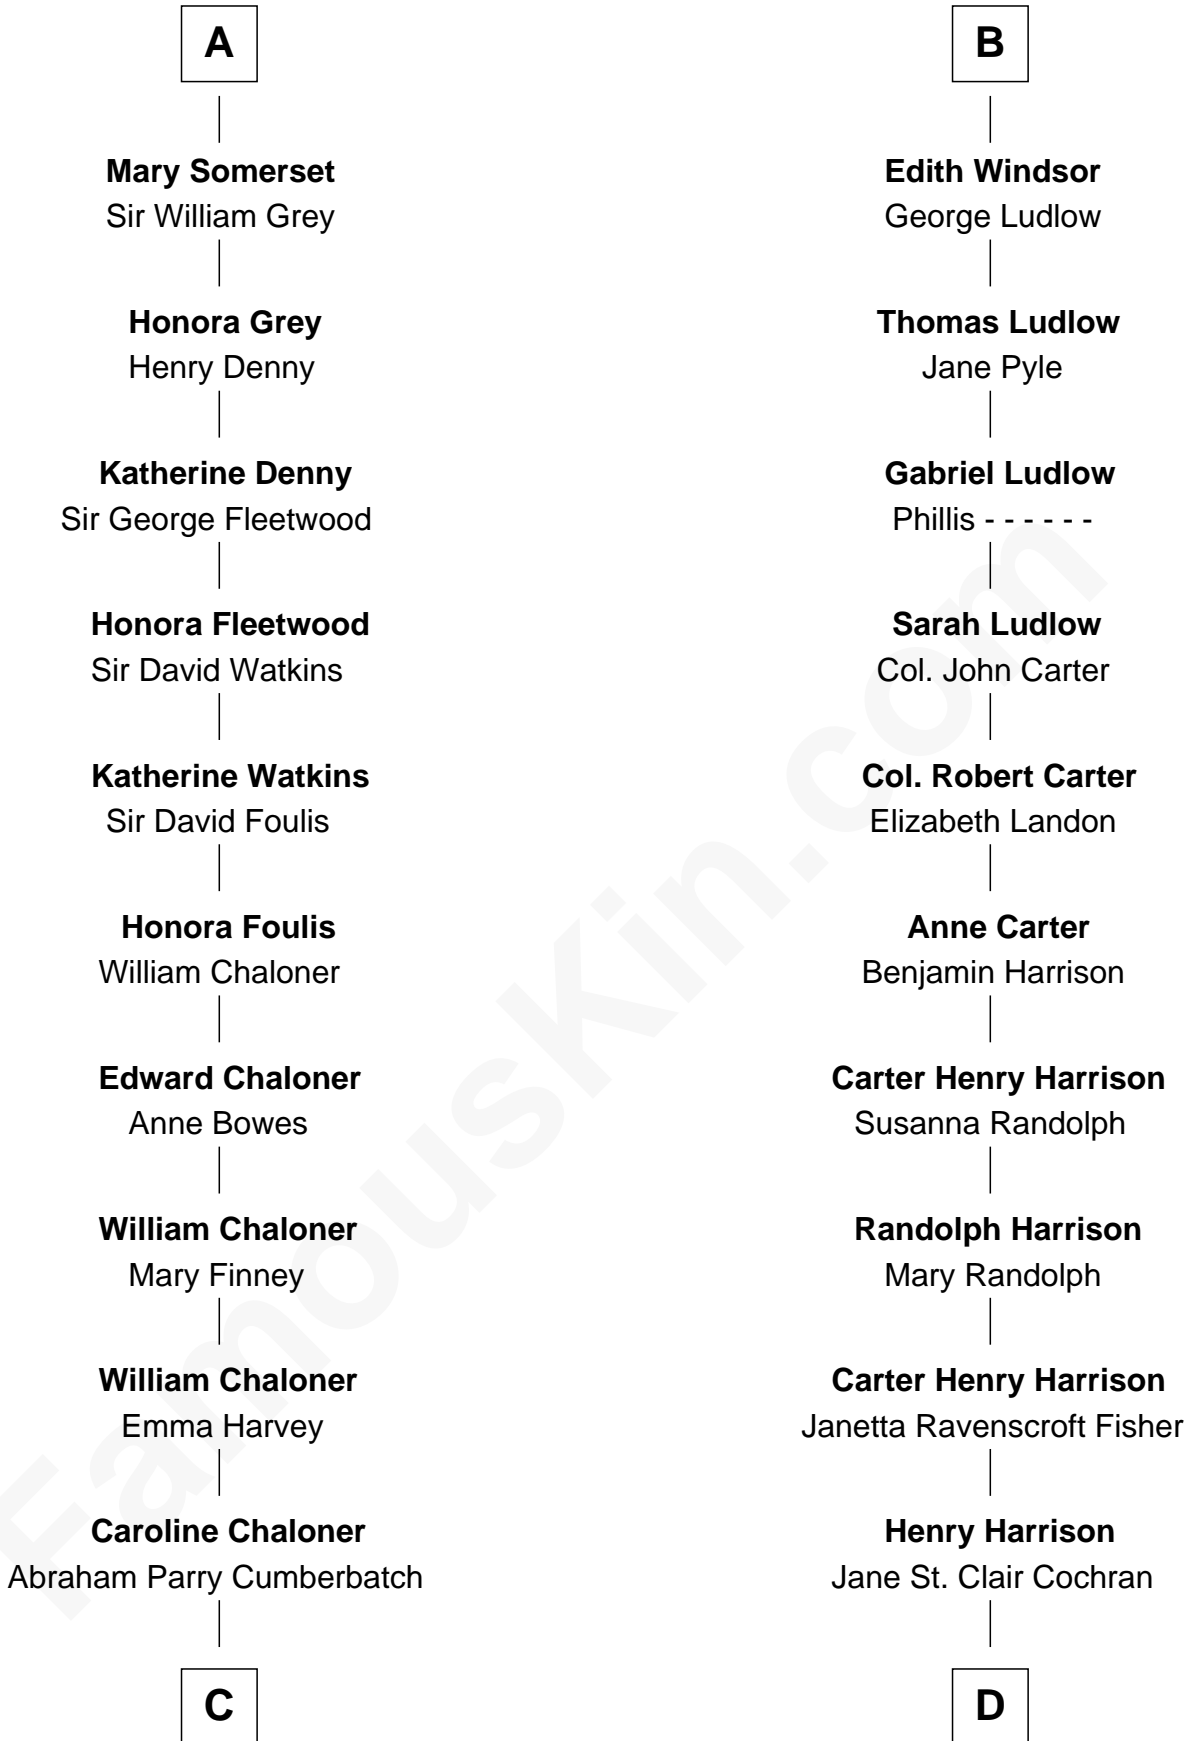 A
Mary Somerset
Sir William Grey
Honora Grey
Henry Denny
Katherine Denny
Sir George Fleetwood
Honora Fleetwood
Sir David Watkins
Katherine Watkins
Sir David Foulis
Honora Foulis
William Chaloner
Edward Chaloner
Anne Bowes
William Chaloner
Mary Finney
William Chaloner
Emma Harvey
Caroline Chaloner
Abraham Parry Cumberbatch
C
B
Edith Windsor
George Ludlow
Thomas Ludlow
Jane Pyle
Gabriel Ludlow
Phillis - - - - - -
Sarah Ludlow
Col. John Carter
Col. Robert Carter
Elizabeth Landon
Anne Carter
Benjamin Harrison
Carter Henry Harrison
Susanna Randolph
Randolph Harrison
Mary Randolph
Carter Henry Harrison
Janetta Ravenscroft Fisher
Henry Harrison
Jane St. Clair Cochran
D
FamousKin.com